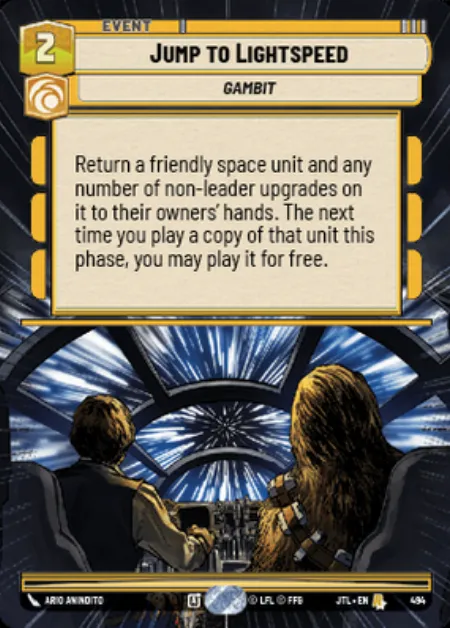 EVENT
2
JUMP TO LIGHTSPEED
GAMBIT
Return a friendly space unit and any
number of non-leader upgrades on
it to their owners' hands. The next
time you play a copy of that unit this
phase, you may play it for free.
ARIO ANINDITO
A
© LFL © FFG
JTL • EN
494